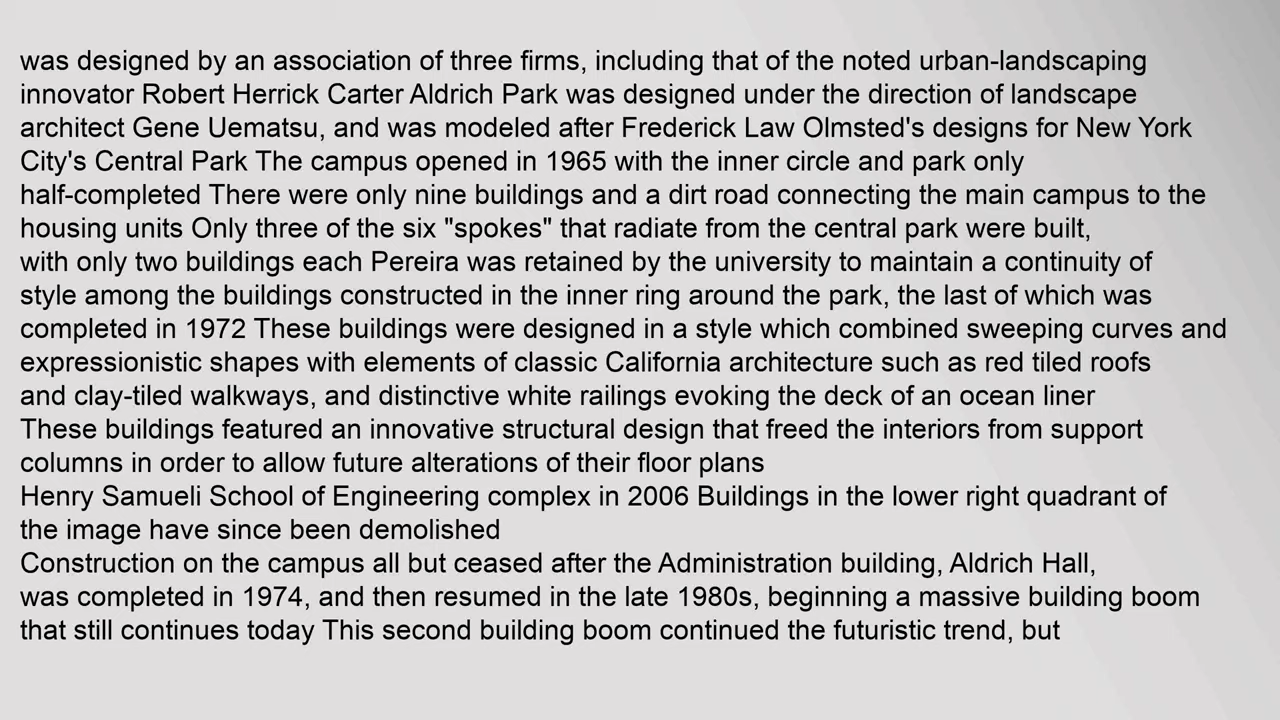 was designed by an association of three firms, including that of the noted urban-landscaping
innovator Robert Herrick Carter Aldrich Park was designed under the direction of landscape
architect Gene Uematsu, and was modeled after Frederick Law Olmsted's designs for New York
City's Central Park The campus opened in 1965 with the inner circle and park only
half-completed There were only nine buildings and a dirt road connecting the main campus to the
housing units Only three of the six "spokes" that radiate from the central park were built,
with only two buildings each Pereira was retained by the university to maintain a continuity of
style among the buildings constructed in the inner ring around the park, the last of which was
completed in 1972 These buildings were designed in a style which combined sweeping curves and
expressionistic shapes with elements of classic California architecture such as red tiled roofs
and clay-tiled walkways, and distinctive white railings evoking the deck of an ocean liner
These buildings featured an innovative structural design that freed the interiors from support
columns in order to allow future alterations of their floor plans
Henry Samueli School of Engineering complex in 2006 Buildings in the lower right quadrant of
the image have since been demolished
Construction on the campus all but ceased after the Administration building, Aldrich Hall,
was completed in 1974, and then resumed in the late 1980s, beginning a massive building boom
that still continues today This second building boom continued the futuristic trend, but